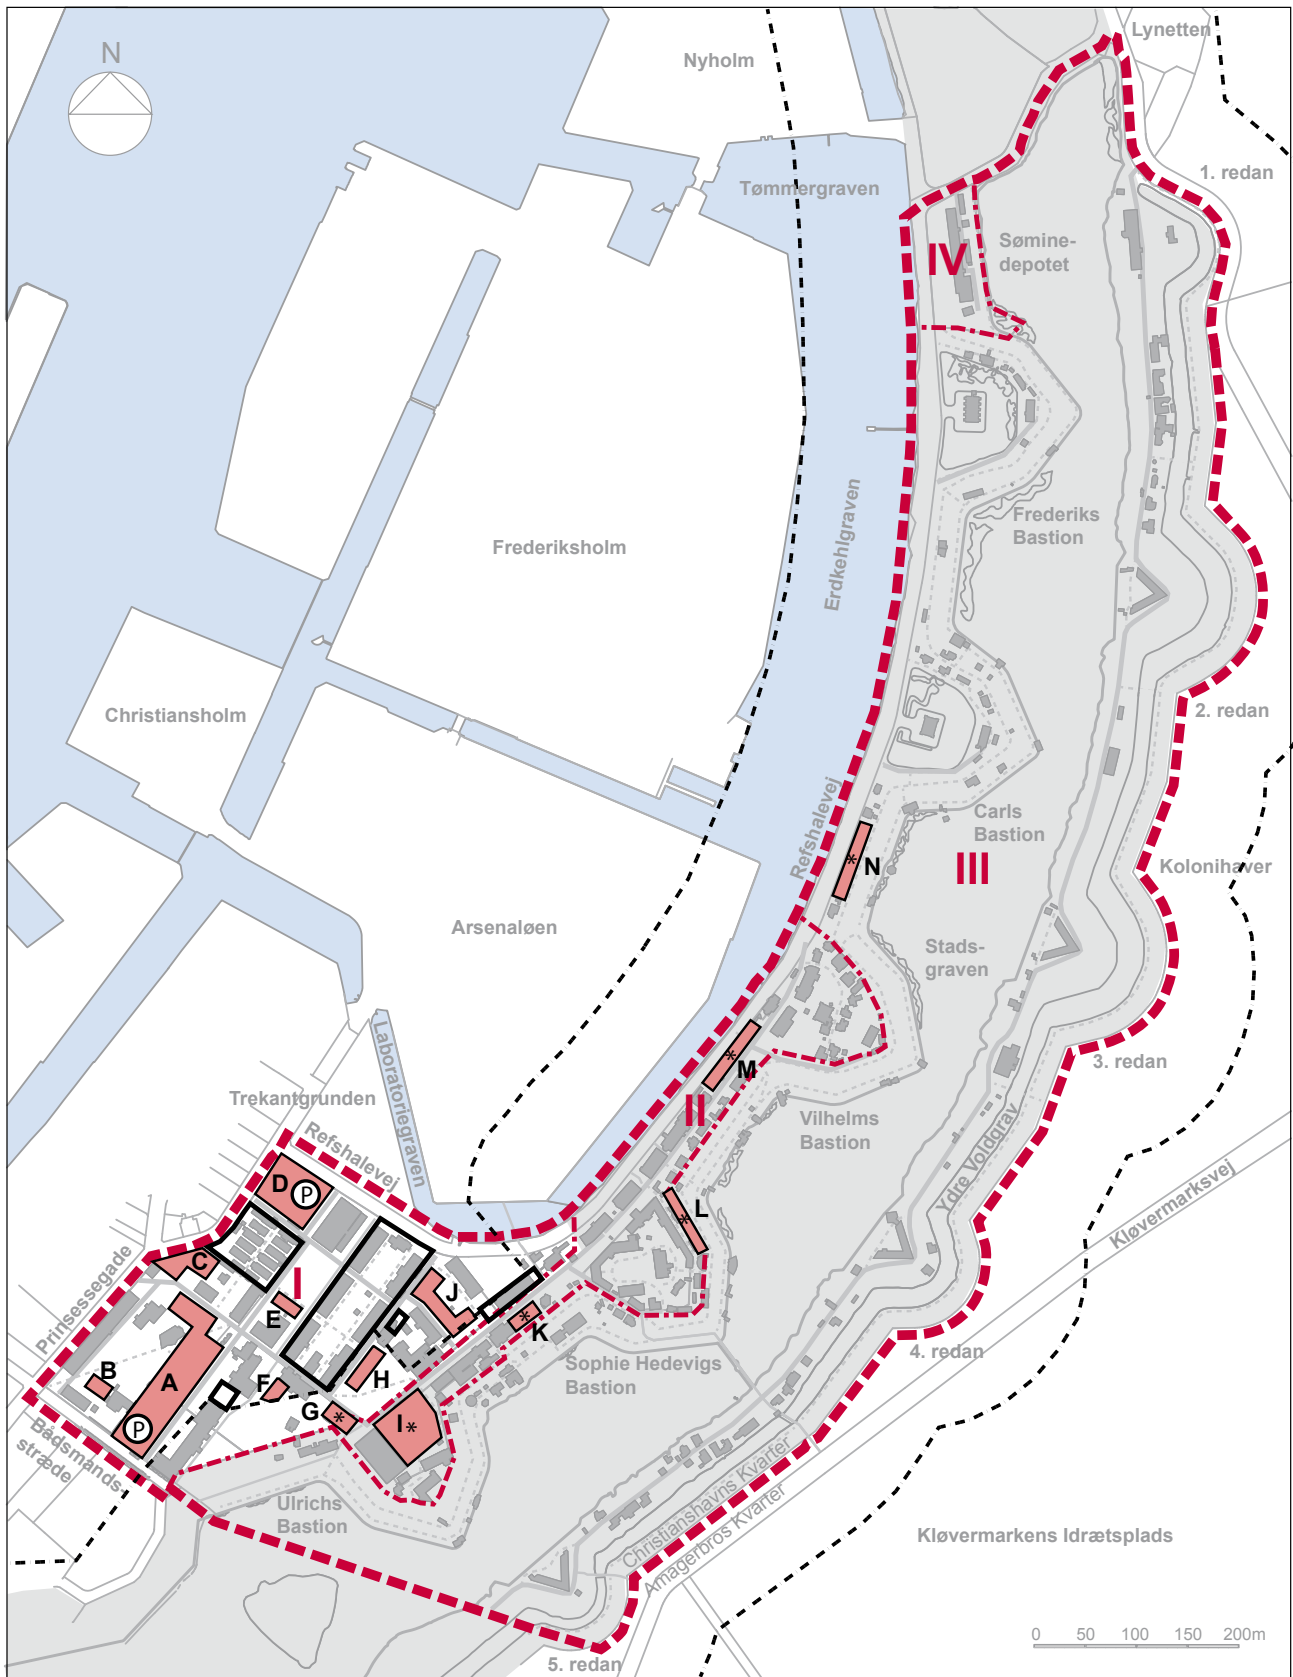 Lynetten
N
Nyholm
1. redan
Tømmergraven
Sømine-
depotet
IV
Frederiks
Bastion
Frederiksholm
Erdkehlgraven
Christiansholm
2. redan
Refshalevej
Carls
Bastion
N
*
III
Kolonihaver
Arsenaløen
Stads-
graven
M
*
3. redan
Laboratoriegraven
Trekantgrunden
II
Vilhelms
Bastion
Ydre Voldgrav
Refshalevej
Kløvermarksvej
D
P
L
*
C
I
E
J
K
*
Prinsessegade
4. redan
Sophie Hedevigs
Bastion
B
A
F
H
G
*
I*
P
Bådsmands-
stræde
Ulrichs
Bastion
Christianshavns Kvarter
Amagerbros Kvarter
Kløvermarkens Idrætsplads
0 50 100 150 200m
5. redan